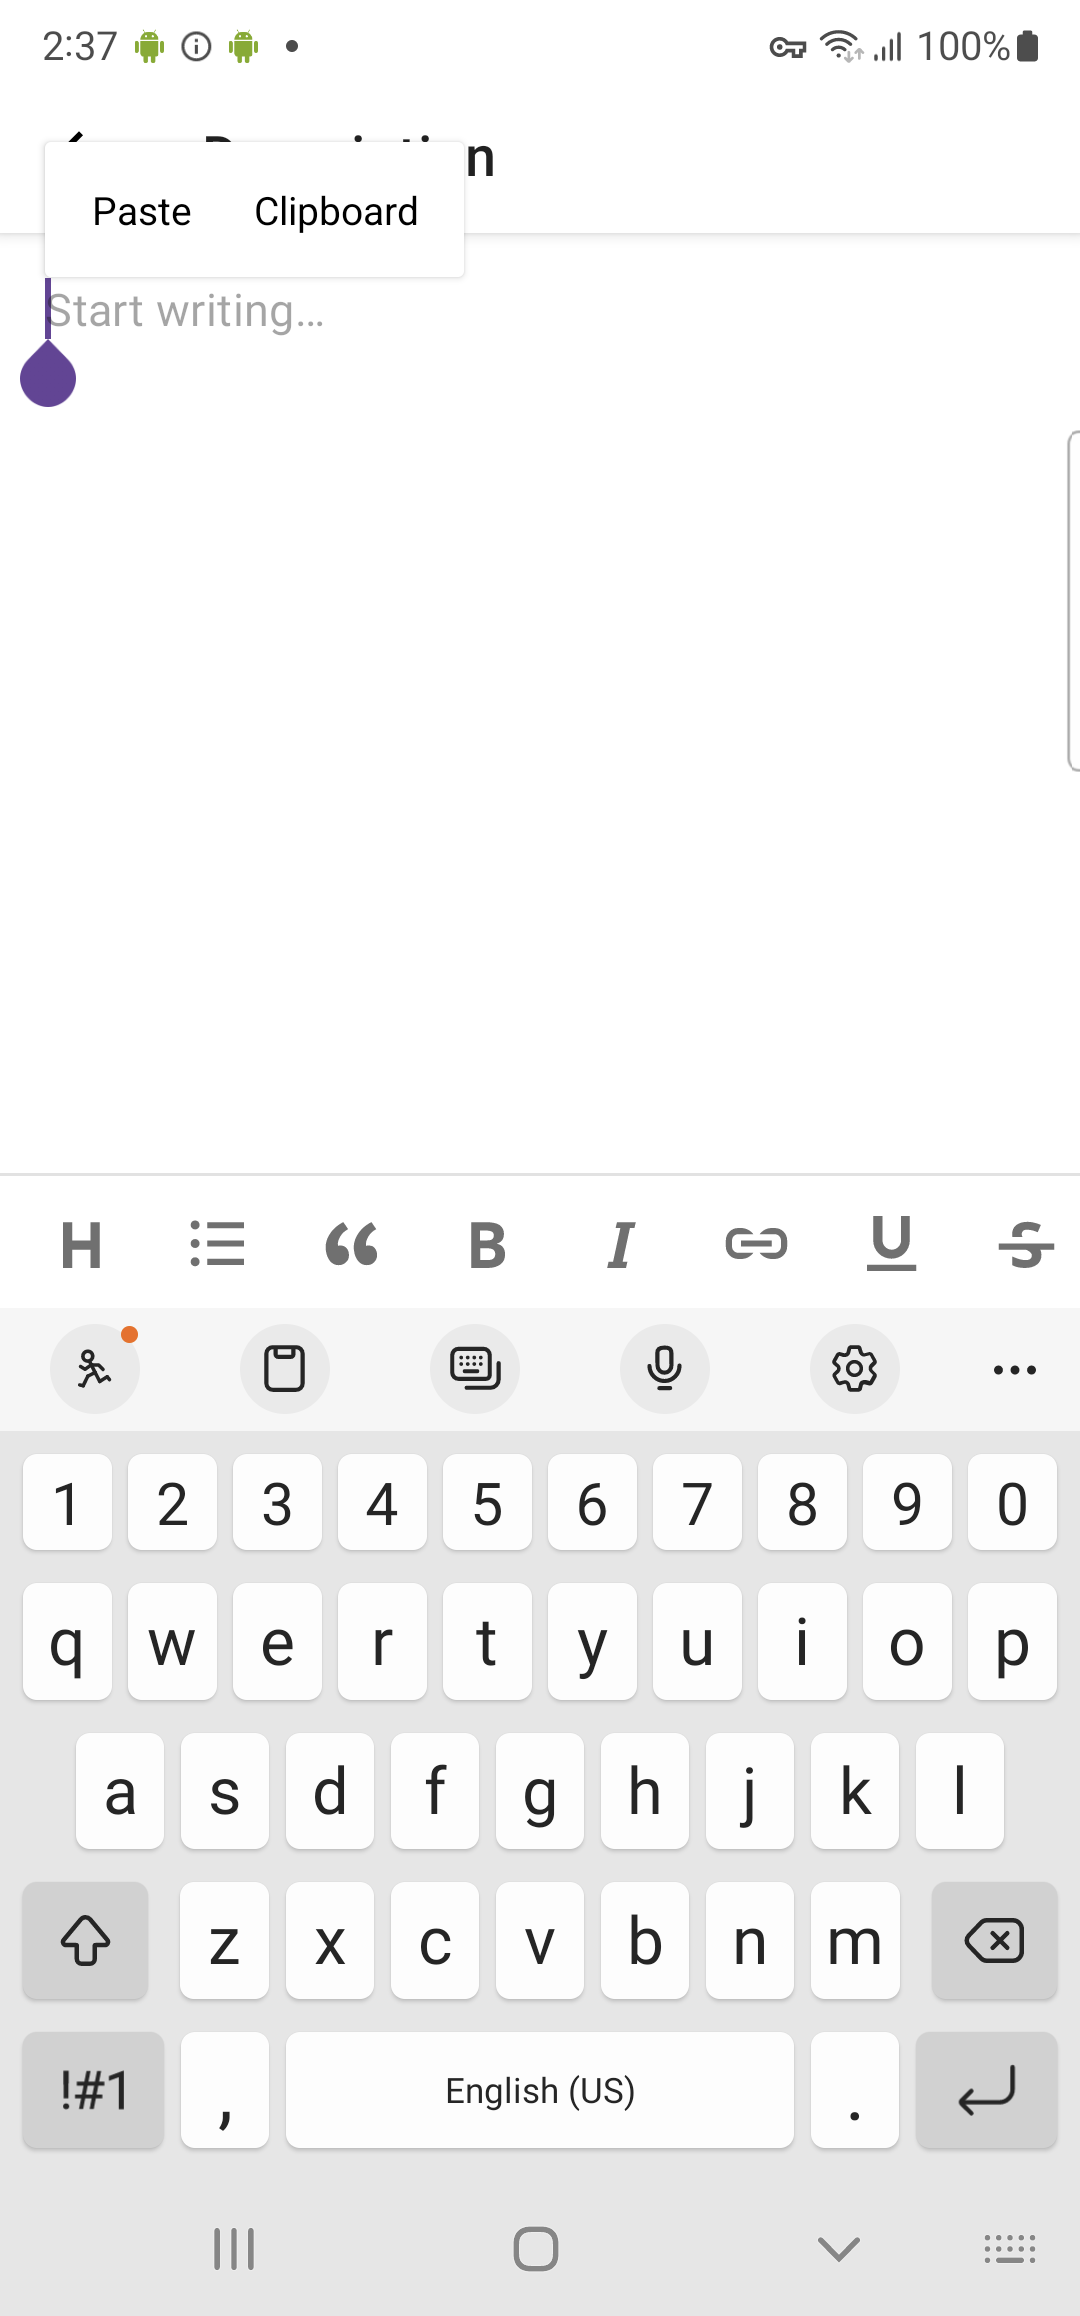 2:37
100%
Paste Clipboard
Start writing...
H B I U S
1 2 3 4 5 6 7 8 9 0
q w e r t y u i o p
a s d f g h j k l
z x c v b n m
!#1 , English (US) .